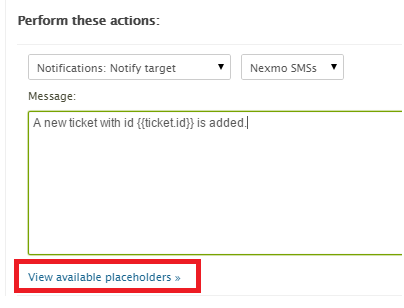 Perform these actions:
Notifications: Notify target Nexmo SMSs
Message:
A new ticket with id {{ticket.id}} is added.
View available placeholders »